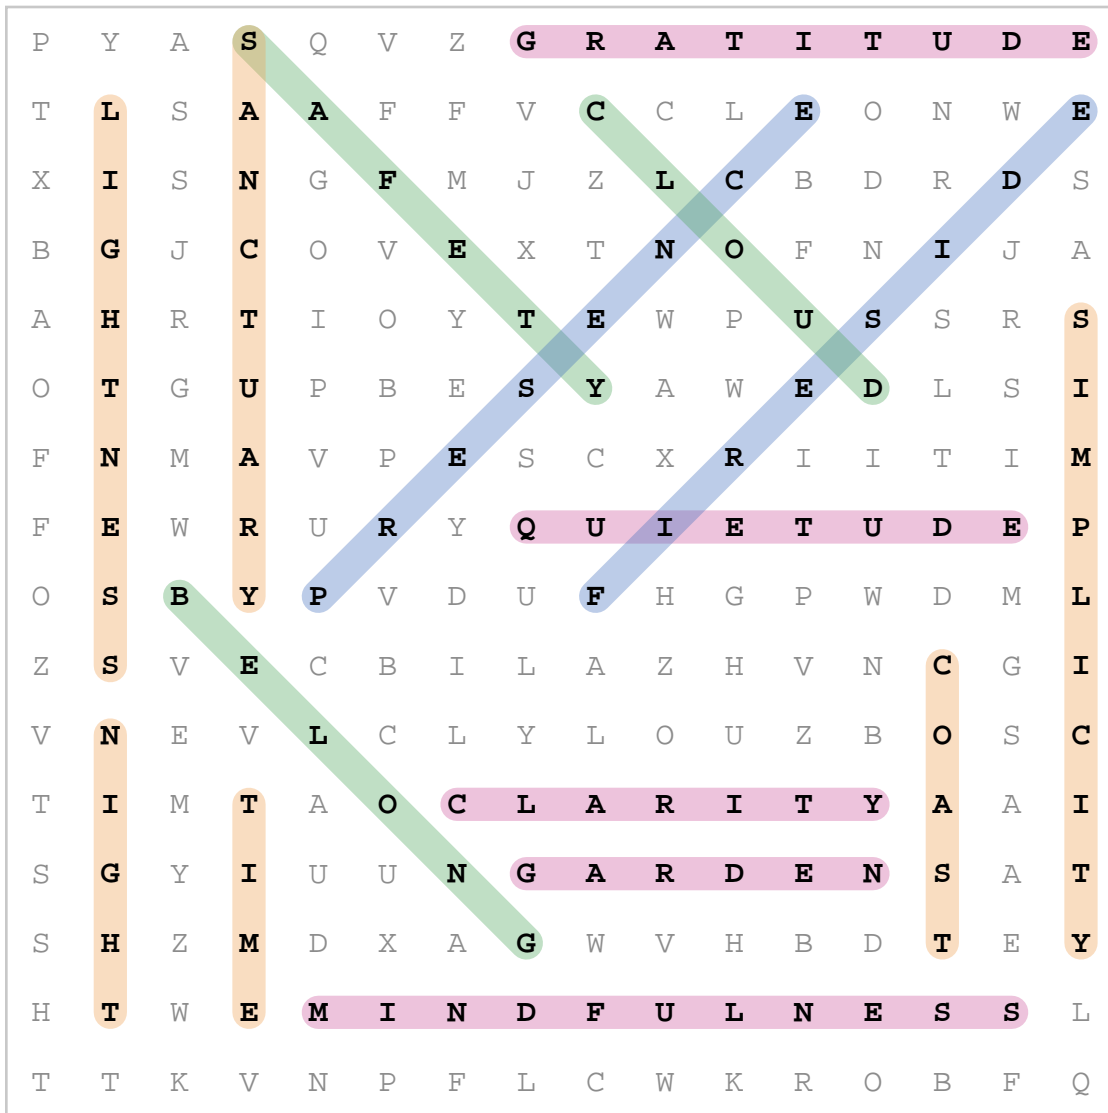 P Y A S Q V Z G R A T I T U D E
T L S A A F F V C C L E O N W E
X I S N G F M J Z L C B D R D S
B G J C O V E X T N O F N I J A
A H R T I O Y T E W P U S S R S
O T G U P B E S Y A W E D L S I
F N M A V P E S C X R I I T I M
F E W R U R Y Q U I E T U D E P
O S B Y P V D U F H G P W D M L
Z S V E C B I L A Z H V N C G I
V N E V L C L Y L O U Z B O S C
T I M T A O C L A R I T Y A A I
S G Y I U U N G A R D E N S A T
S H Z M D X A G W V H B D T E Y
H T W E M I N D F U L N E S S L
T T K V N P F L C W K R O B F Q